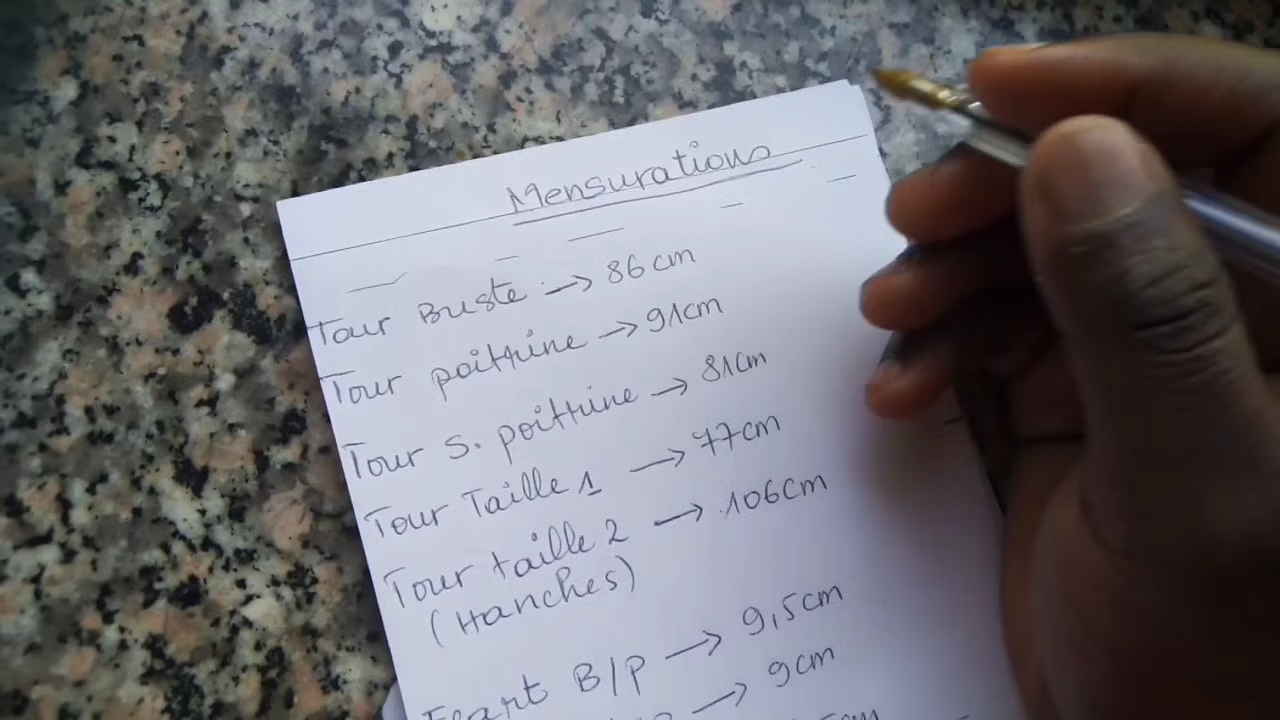 Mensurations
Tour Buste → 86 cm
Tour poitrine → 91cm
Tour S. poitrine → 81cm
Tour Taille 1 → 77cm
Tour taille 2 → 106cm
(Hanches)
Ecart B/P → 9,5cm
→ 9cm